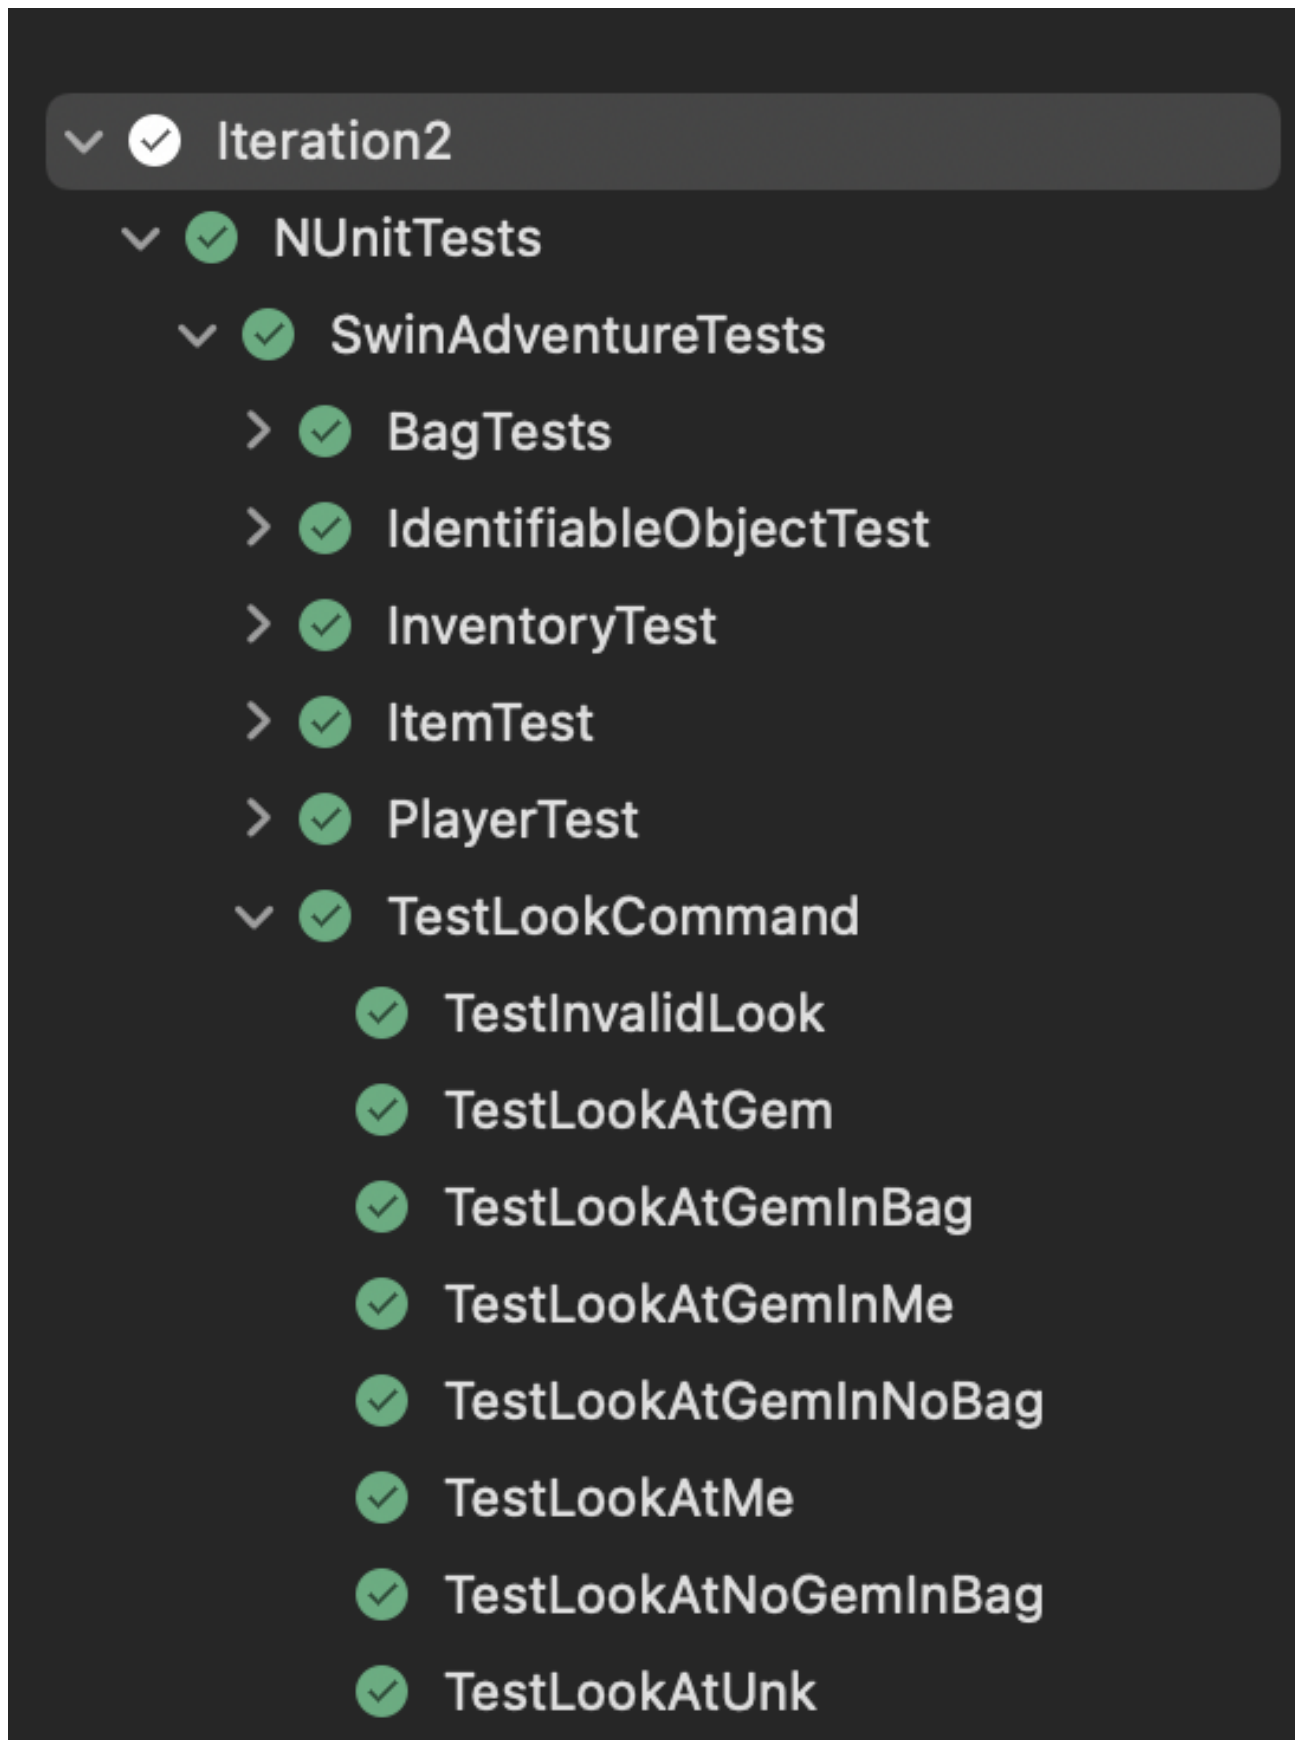 Iteration2
NUnitTests
SwinAdventureTests
BagTests
IdentifiableObjectTest
InventoryTest
ItemTest
PlayerTest
TestLookCommand
TestInvalidLook
TestLookAtGem
TestLookAtGemInBag
TestLookAtGemInMe
TestLookAtGemInNoBag
TestLookAtMe
TestLookAtNoGemInBag
TestLookAtUnk